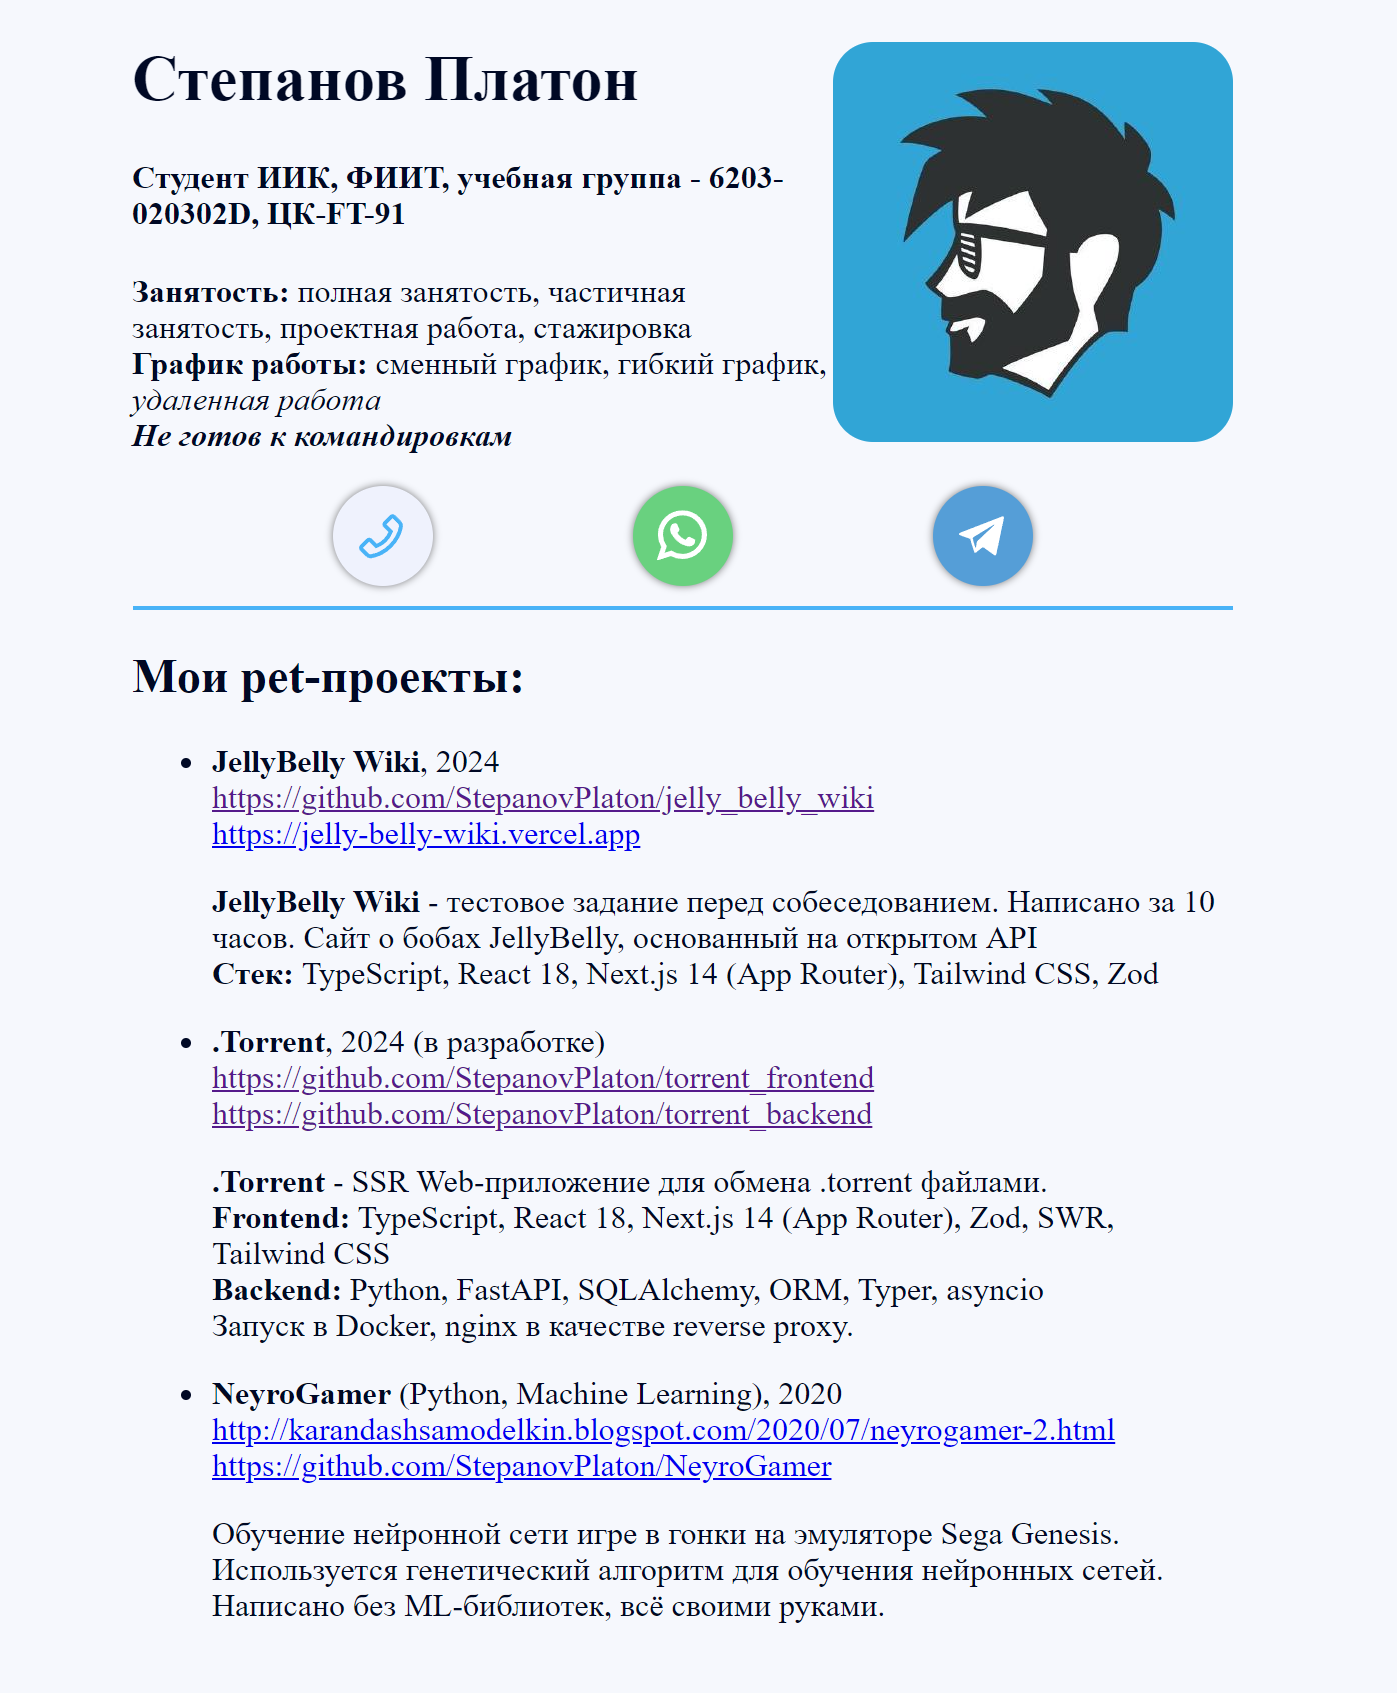 Степанов Платон
Студент ИИК, ФИИТ, учебная группа - 6203-
020302D, ЦК-FT-91
Занятость: полная занятость, частичная
занятость, проектная работа, стажировка
График работы: сменный график, гибкий график,
удаленная работа
Не готов к командировкам
Мои pet-проекты:
JellyBelly Wiki, 2024
https://github.com/StepanovPlaton/jelly_belly_wiki
https://jelly-belly-wiki.vercel.app
JellyBelly Wiki - тестовое задание перед собеседованием. Написано за 10
часов. Сайт о бобах JellyBelly, основанный на открытом API
Стек: TypeScript, React 18, Next.js 14 (App Router), Tailwind CSS, Zod
.Torrent, 2024 (в разработке)
https://github.com/StepanovPlaton/torrent_frontend
https://github.com/StepanovPlaton/torrent_backend
.Torrent - SSR Web-приложение для обмена .torrent файлами.
Frontend: TypeScript, React 18, Next.js 14 (App Router), Zod, SWR,
Tailwind CSS
Backend: Python, FastAPI, SQLAlchemy, ORM, Typer, asyncio
Запуск в Docker, nginx в качестве reverse proxy.
NeyroGamer (Python, Machine Learning), 2020
http://karandashsamodelkin.blogspot.com/2020/07/neyrogamer-2.html
https://github.com/StepanovPlaton/NeyroGamer
Обучение нейронной сети игре в гонки на эмуляторе Sega Genesis.
Используется генетический алгоритм для обучения нейронных сетей.
Написано без ML-библиотек, всё своими руками.